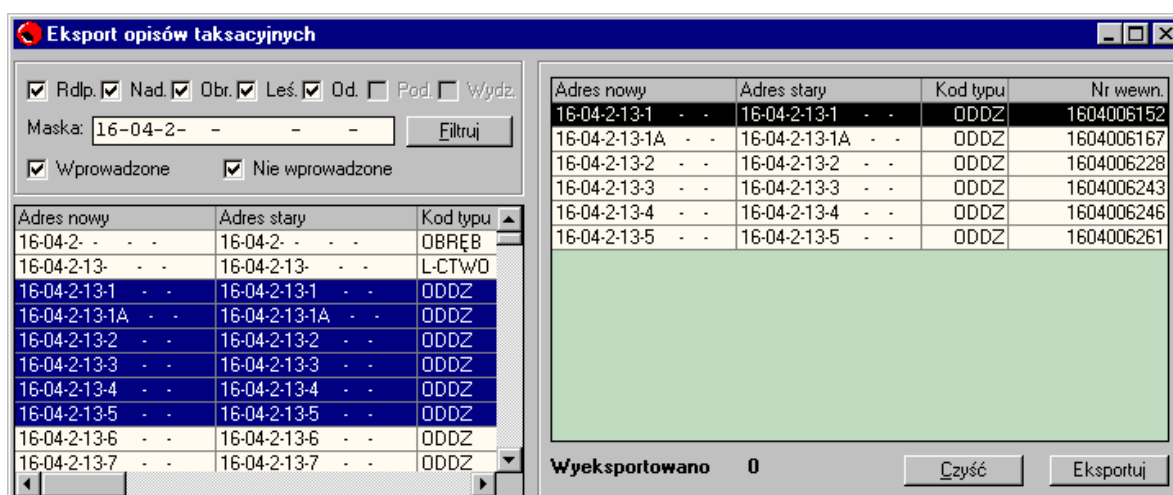 Eksport opisów taksacyjnych
Rdlp. Nad. Obr. Leś. Od. Pod. Wydz.
Maska: 16-04-2- - - - Filtruj
Wprowadzone Nie wprowadzone
Adres nowy Adres stary Kod typu
16-04-2- - - - 16-04-2- - - - OBRĘB
16-04-2-13- - - 16-04-2-13- - - L-CTWO
16-04-2-13-1 - - 16-04-2-13-1 - - ODDZ
16-04-2-13-1A - - 16-04-2-13-1A - - ODDZ
16-04-2-13-2 - - 16-04-2-13-2 - - ODDZ
16-04-2-13-3 - - 16-04-2-13-3 - - ODDZ
16-04-2-13-4 - - 16-04-2-13-4 - - ODDZ
16-04-2-13-5 - - 16-04-2-13-5 - - ODDZ
16-04-2-13-6 - - 16-04-2-13-6 - - ODDZ
16-04-2-13-7 - - 16-04-2-13-7 - - ODDZ
Adres nowy Adres stary Kod typu Nr wewn.
16-04-2-13-1 - - 16-04-2-13-1 - - ODDZ 1604006152
16-04-2-13-1A - - 16-04-2-13-1A - - ODDZ 1604006167
16-04-2-13-2 - - 16-04-2-13-2 - - ODDZ 1604006228
16-04-2-13-3 - - 16-04-2-13-3 - - ODDZ 1604006243
16-04-2-13-4 - - 16-04-2-13-4 - - ODDZ 1604006246
16-04-2-13-5 - - 16-04-2-13-5 - - ODDZ 1604006261
Wyeksportowano 0 Czyść Eksportuj